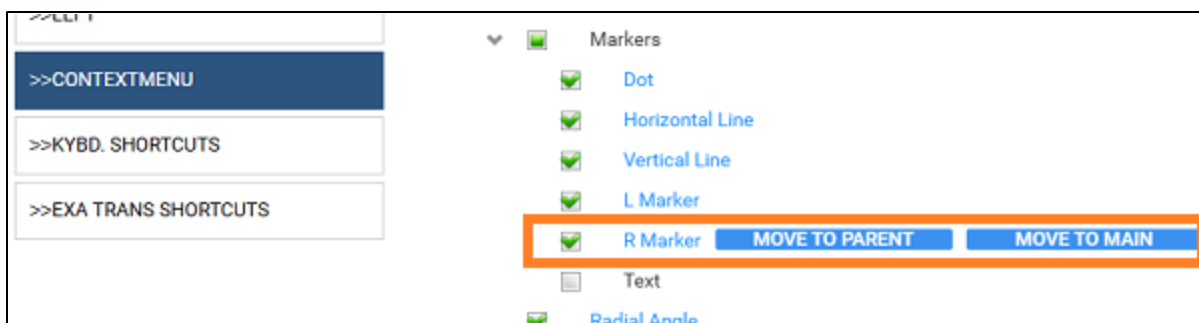 >>LEFT
Markers
>>CONTEXTMENU
Dot
Horizontal Line
>>KYBD. SHORTCUTS
Vertical Line
L Marker
>>EXA TRANS SHORTCUTS
R Marker MOVE TO PARENT MOVE TO MAIN
Text
Radial Angle